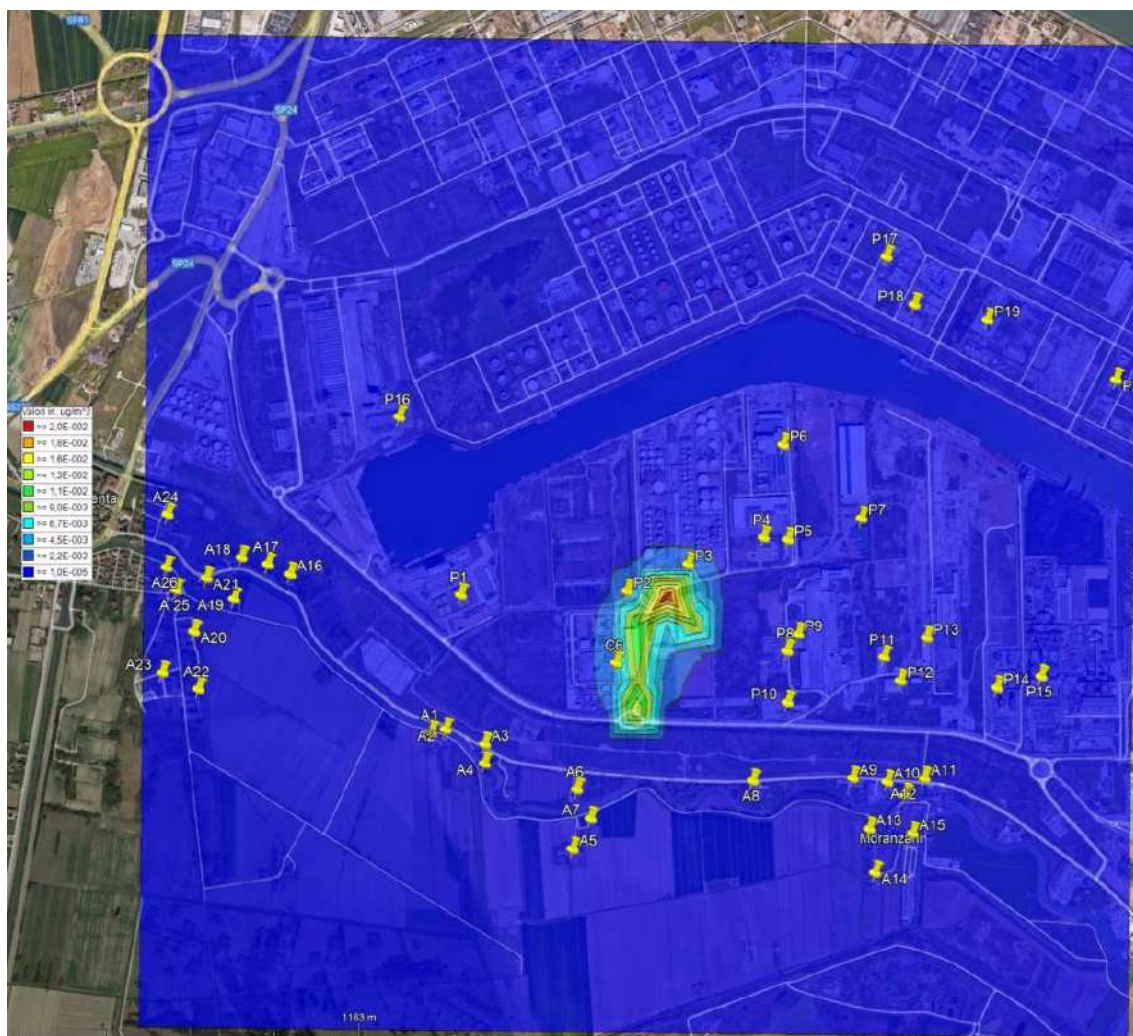 SP81
SP24
SP24
P17
P18
P19
P16
P6
Valori in: ug/m^3
>= 2,0E-002
>= 1,8E-002
>= 1,6E-002
>= 1,3E-002
>= 1,1E-002
>= 9,0E-003
>= 6,7E-003
>= 4,5E-003
>= 2,2E-003
>= 1,0E-005
A24
P4
P5
P7
A18
A17
A16
P3
P1
P2
A26
A21
A25
A19
A20
P9
P8
P13
P11
C6
A23
A22
P12
P14
P15
P10
A1
A2
A3
A4
A6
A8
A9
A10
A11
A12
A7
A13
A15
Moranzani
A5
A14
1183 m